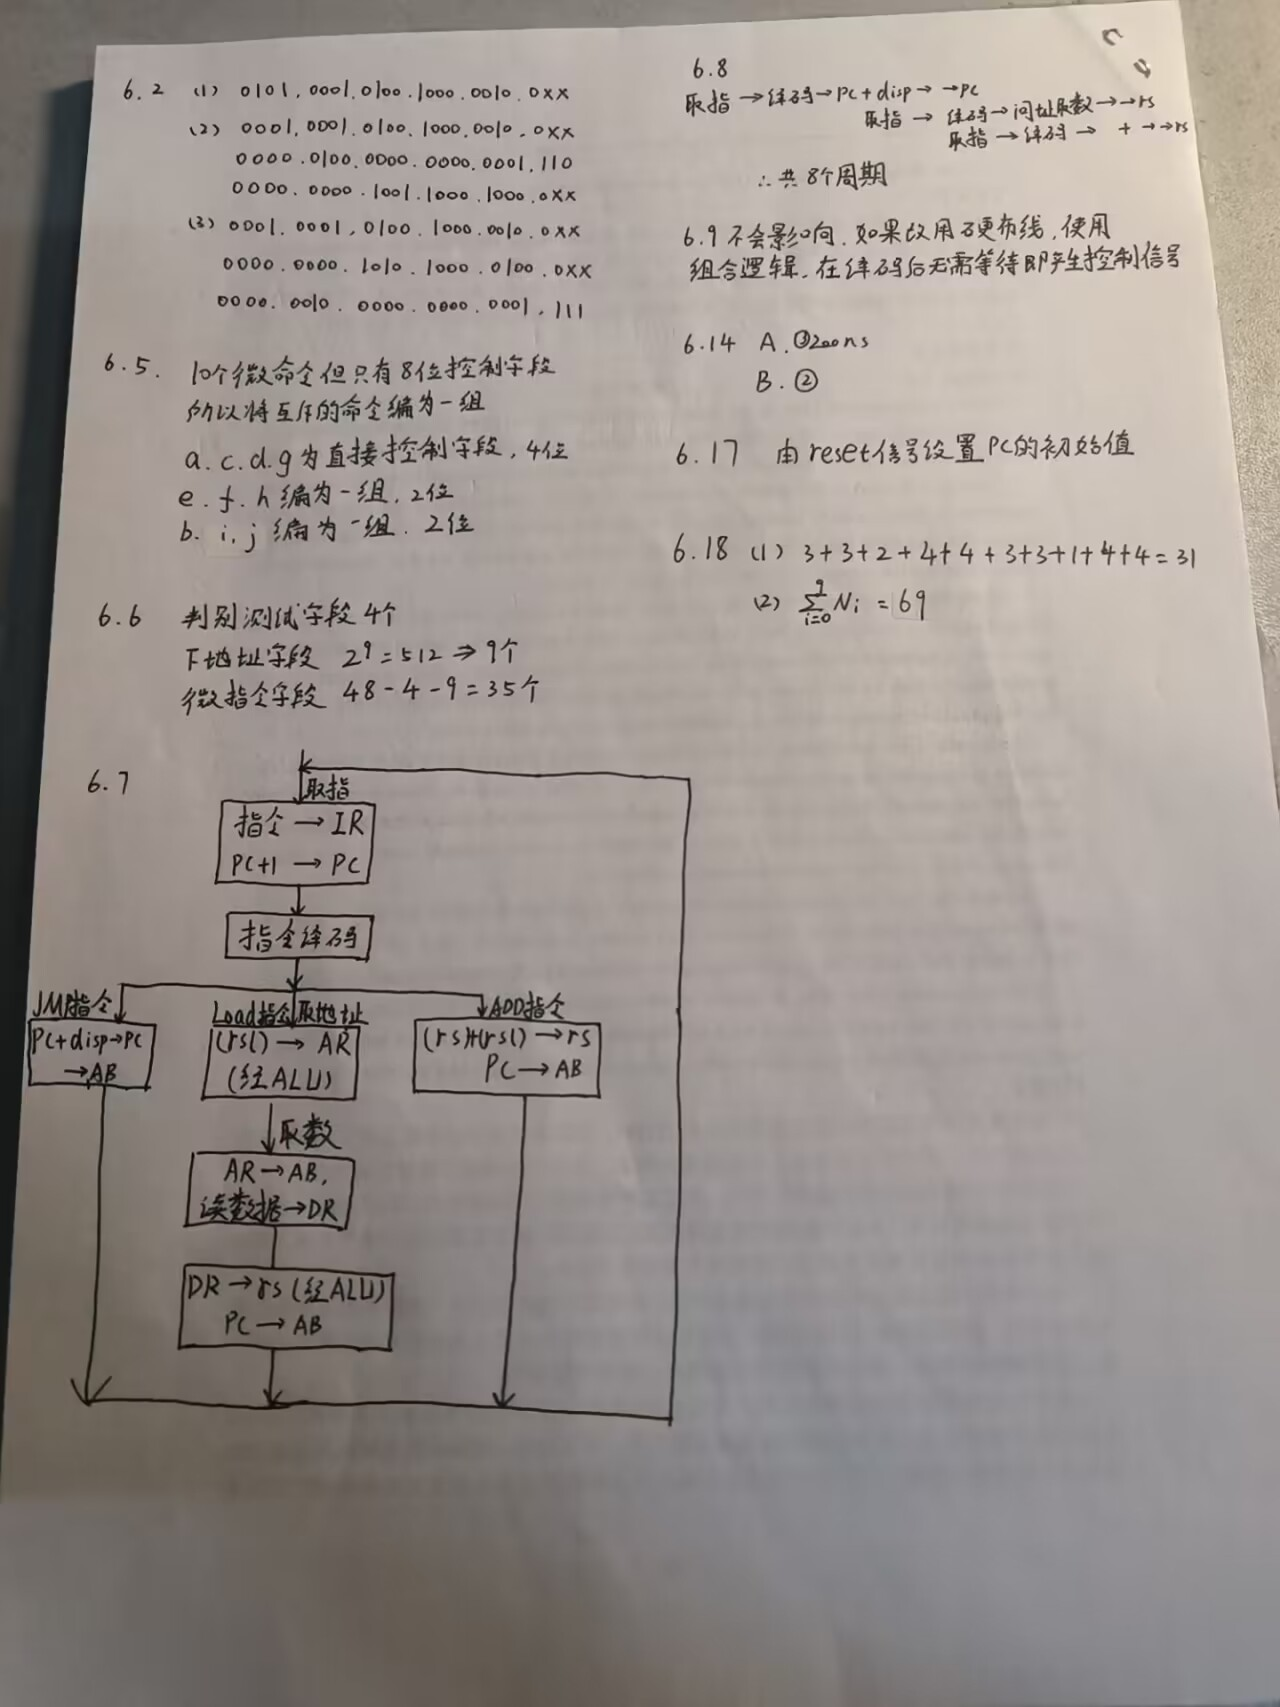 6.2 (1) 0101.0001.0100.1000.0010.0XX
(2) 0001.0001.0100.1000.0010.0XX
0000.0100.0000.0000.0001.110
0000.0000.1001.1000.1000.0XX
(3) 0001.0001.0100.1000.0010.0XX
0000.0000.1010.1000.0100.0XX
0000.0010.0000.0000.0001.111
6.5. 10个微命令但只有8位控制字段
所以将互斥的命令编为一组
a.c.d.g为直接控制字段,4位
e.f.h编为一组,2位
b.i.j编为一组.2位
6.6 判别测试字段4个
下地址字段 2⁹=512⇒9个
微指令字段 48-4-9=35个
6.7
取指
指令→IR
PC+1→PC
指令译码
JMP指令
PC+disp→PC
→AB
Load指令取地址
(rs1)→AR
(经ALU)
ADD指令
(rs)+(rs1)→rs
PC→AB
取数
AR→AB,
读数据→DR
DR→rs(经ALU)
PC→AB
6.8
取指→译码→PC+disp→→PC
取指→译码→间址取数→→rs
取指→译码→ + →→rs
∴共8个周期
6.9不会影响.如果改用硬布线,使用
组合逻辑,在译码后无需等待即产生控制信号
6.14 A.③200ns
B.②
6.17 由reset信号设置PC的初始值
6.18 (1) 3+3+2+4+4+3+3+1+4+4=31
(2) ∑⁹ᵢ₌₀Nᵢ=69